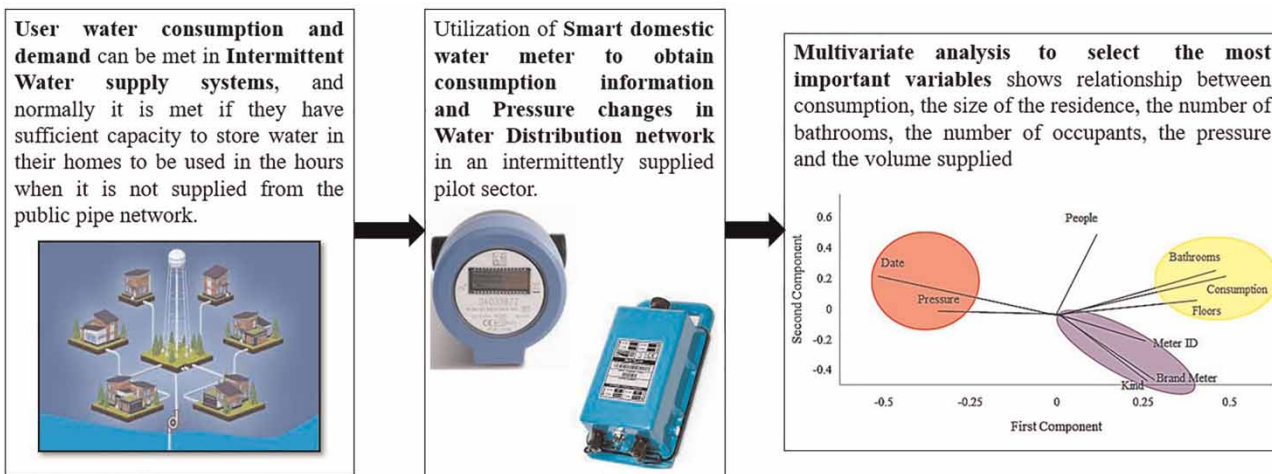 User water consumption and
demand can be met in Intermittent
Water supply systems, and
normally it is met if they have
sufficient capacity to store water in
their homes to be used in the hours
when it is not supplied from the
public pipe network.
Utilization of Smart domestic
water meter to obtain
consumption information
and Pressure changes in
Water Distribution network
in an intermittently supplied
pilot sector.
Multivariate analysis to select the most
important variables shows relationship between
consumption, the size of the residence, the number of
bathrooms, the number of occupants, the pressure
and the volume supplied
0.6
0.4
0.2
0
-0.2
-0.4
Second Component
People
Date
Pressure
Bathrooms
Consumption
Floors
Meter ID
Brand Meter
Kind
-0.5
-0.25
0
0.25
0.5
First Component